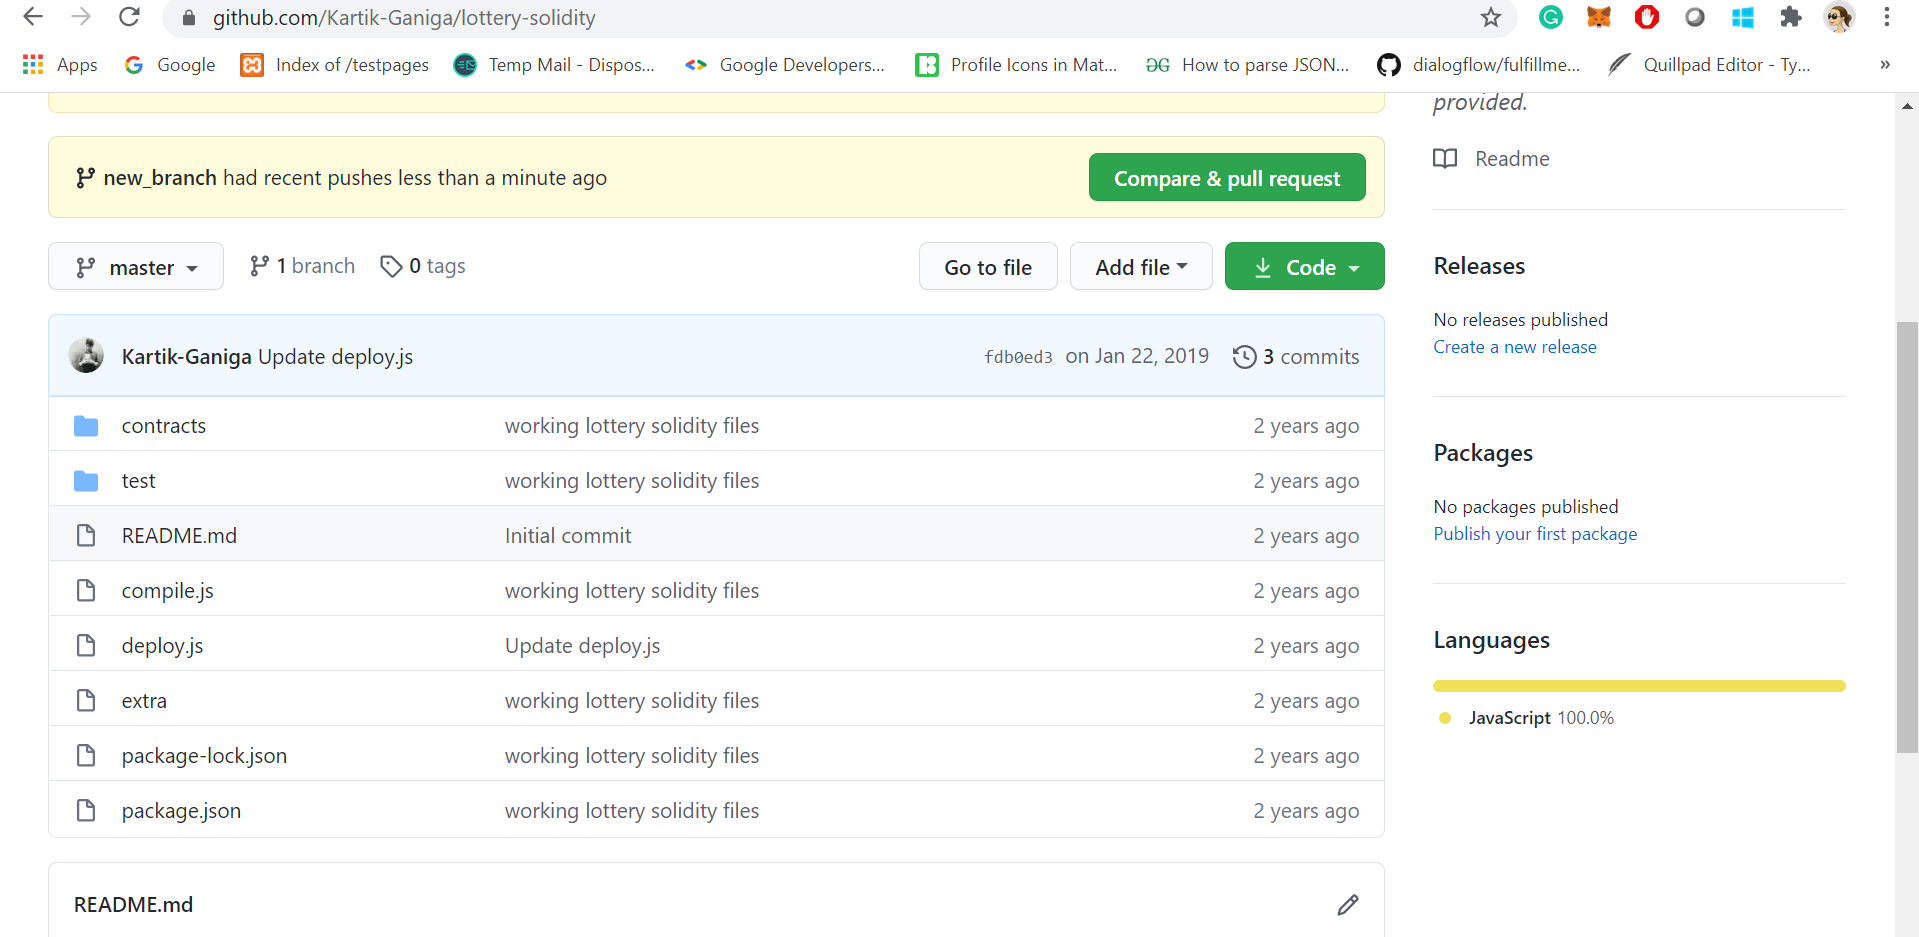 github.com/Kartik-Ganiga/lottery-solidity
Apps Google Index of /testpages Temp Mail - Dispos... Google Developers... Profile Icons in Mat... How to parse JSON... dialogflow/fulfillme... Quillpad Editor - Ty... »
provided.
Readme
new_branch had recent pushes less than a minute ago Compare & pull request
master 1 branch 0 tags Go to file Add file Code
Kartik-Ganiga Update deploy.js fdb0ed3 on Jan 22, 2019 3 commits
contracts working lottery solidity files 2 years ago
test working lottery solidity files 2 years ago
README.md Initial commit 2 years ago
compile.js working lottery solidity files 2 years ago
deploy.js Update deploy.js 2 years ago
extra working lottery solidity files 2 years ago
package-lock.json working lottery solidity files 2 years ago
package.json working lottery solidity files 2 years ago
README.md
Releases
No releases published
Create a new release
Packages
No packages published
Publish your first package
Languages
JavaScript 100.0%